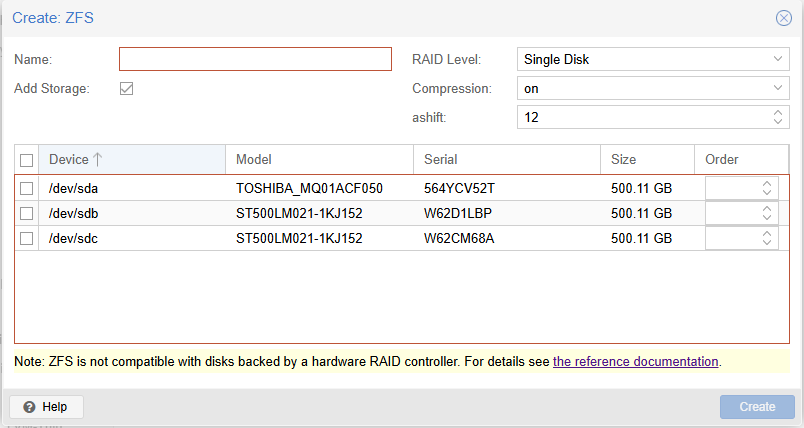 Create: ZFS
Name:
RAID Level: Single Disk
Add Storage:
Compression: on
ashift: 12
Device Model Serial Size Order
/dev/sda TOSHIBA_MQ01ACF050 564YCV52T 500.11 GB
/dev/sdb ST500LM021-1KJ152 W62D1LBP 500.11 GB
/dev/sdc ST500LM021-1KJ152 W62CM68A 500.11 GB
Note: ZFS is not compatible with disks backed by a hardware RAID controller. For details see the reference documentation.
Help
Create